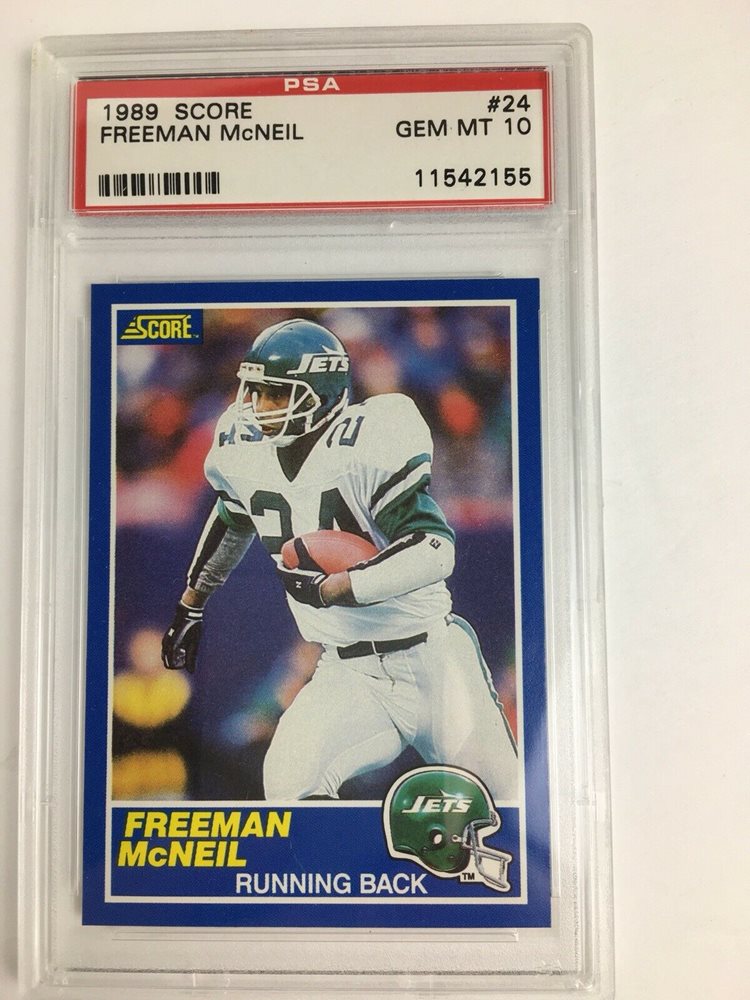 PSA
1989 SCORE #24
FREEMAN McNEIL GEM MT 10
11542155
SCORE
JETS
24
24
JETS
FREEMAN
McNEIL
RUNNING BACK
TM